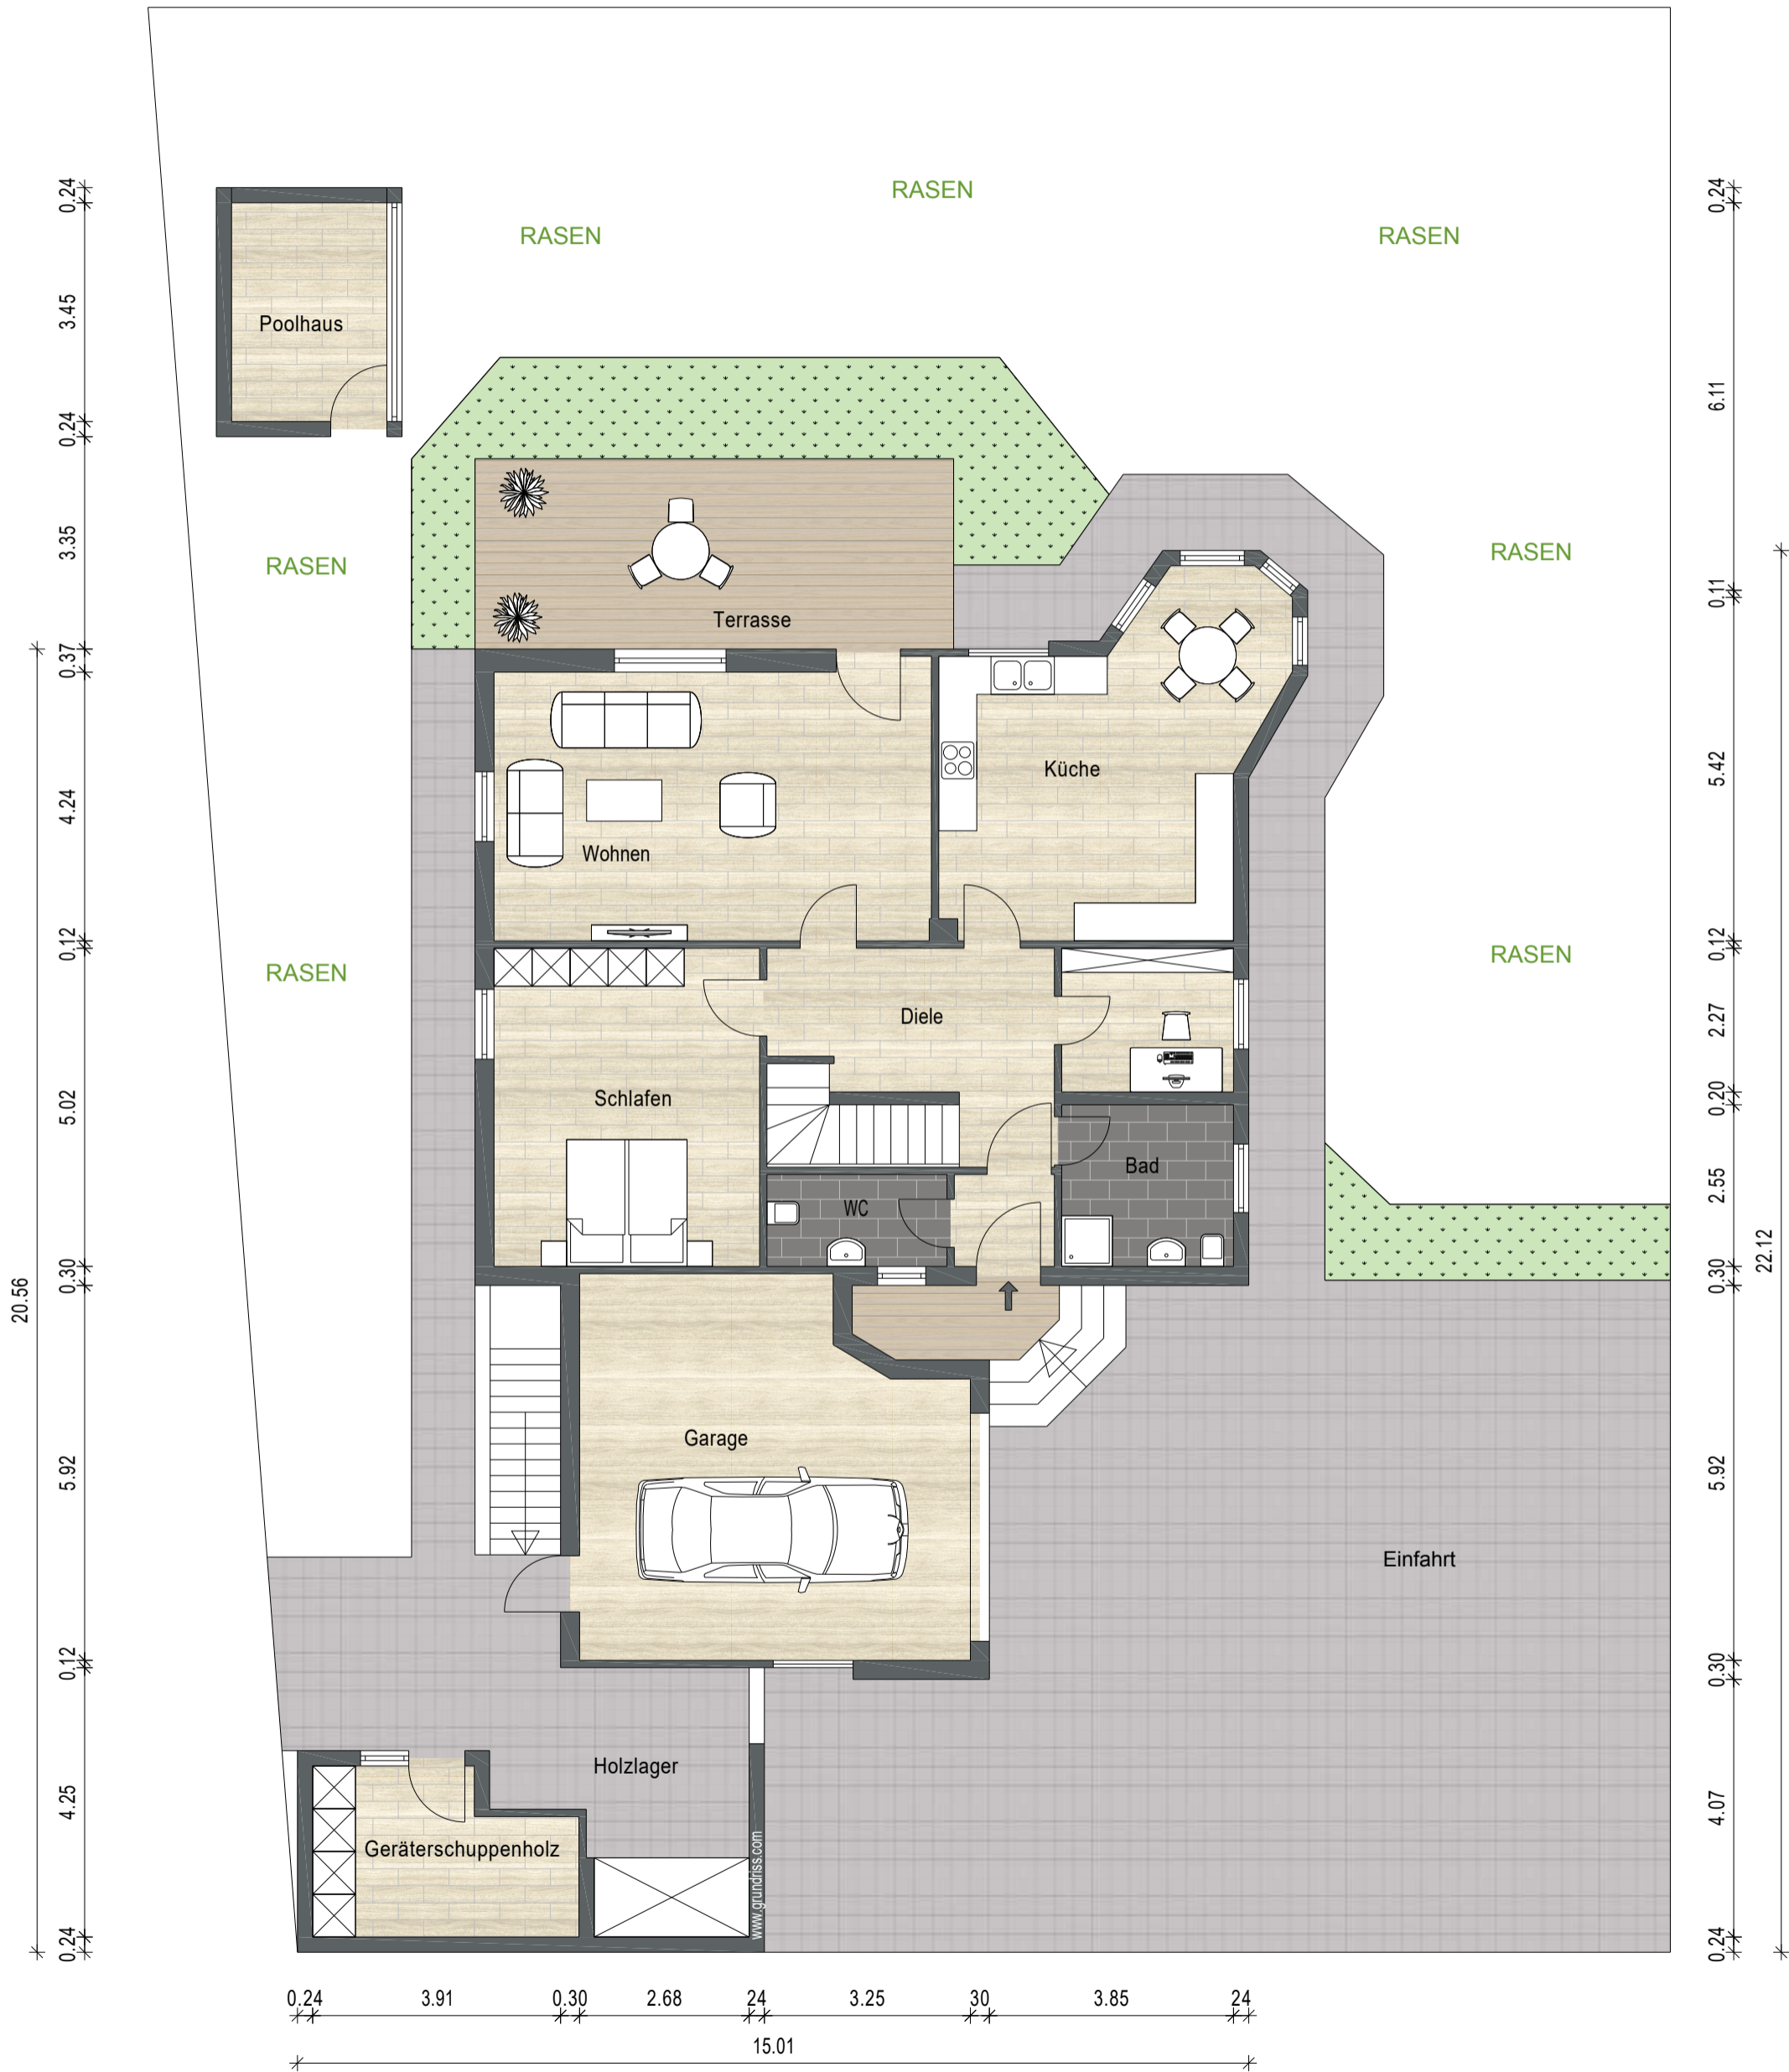 RASEN
RASEN
RASEN
Poolhaus
RASEN
RASEN
Terrasse
Küche
Wohnen
RASEN
RASEN
Diele
Schlafen
Bad
WC
Garage
Einfahrt
Holzlager
Geräterschuppenholz
www.grundriss.com
0.24
3.45
0.24
3.35
0.37
4.24
0.12
5.02
0.30
5.92
0.12
4.25
0.24
20.56
0.24
6.11
0.11
5.42
0.12
2.27
0.20
2.55
0.30
5.92
0.30
4.07
0.24
22.12
0.24 3.91 0.30 2.68 24 3.25 30 3.85 24
15.01